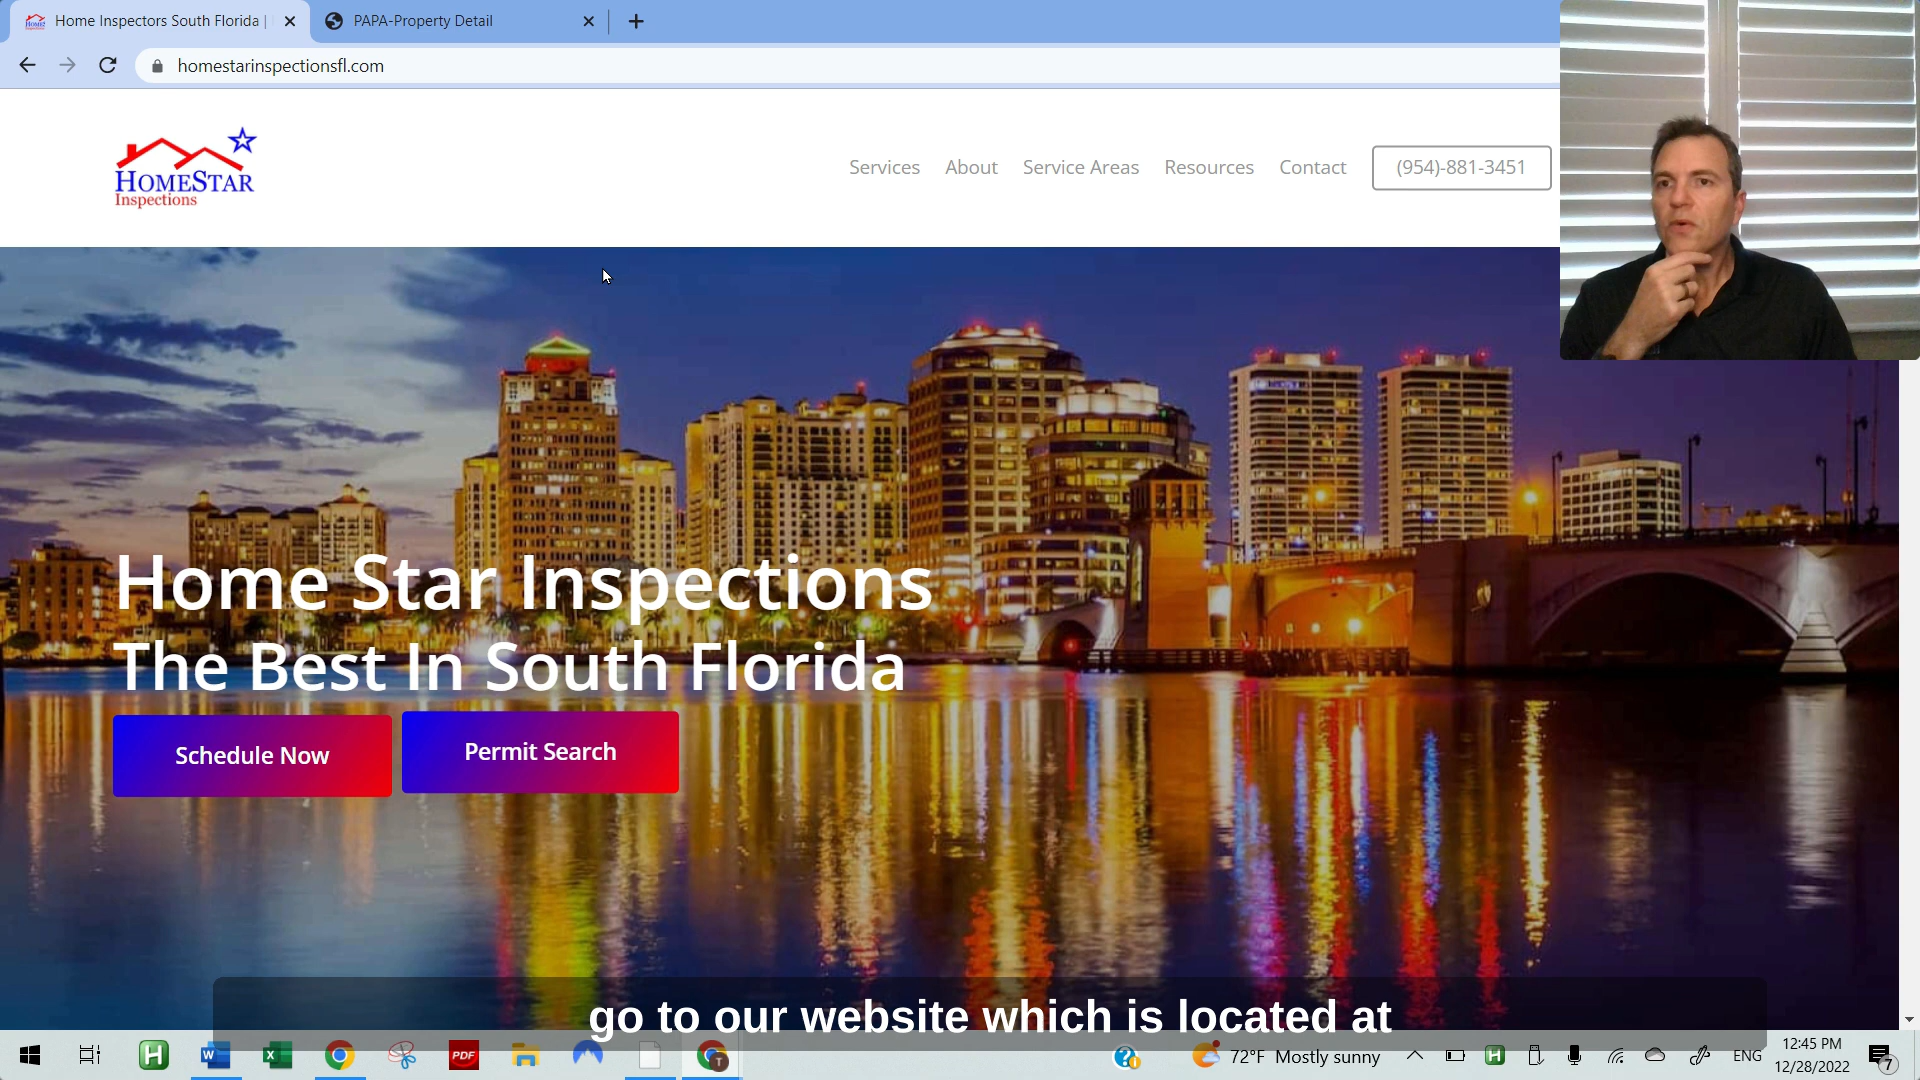 Home Inspectors South Florida |
PAPA-Property Detail
homestarinspectionsfl.com
HOMESTAR
Inspections
Services About Service Areas Resources Contact (954)-881-3451
Home Star Inspections
The Best In South Florida
Schedule Now Permit Search
go to our website which is located at
72°F Mostly sunny
ENG
12:45 PM
12/28/2022
7